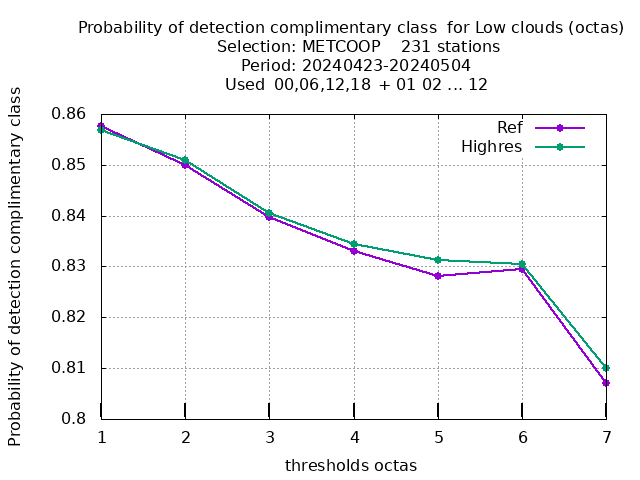 Probability of detection complimentary class  for Low clouds (octas)
Selection: METCOOP    231 stations
Period: 20240423-20240504
Used  00,06,12,18 + 01 02 ... 12
Probability of detection complimentary class
0.86
0.85
0.84
0.83
0.82
0.81
0.8
Ref
Highres
1 2 3 4 5 6 7
thresholds octas